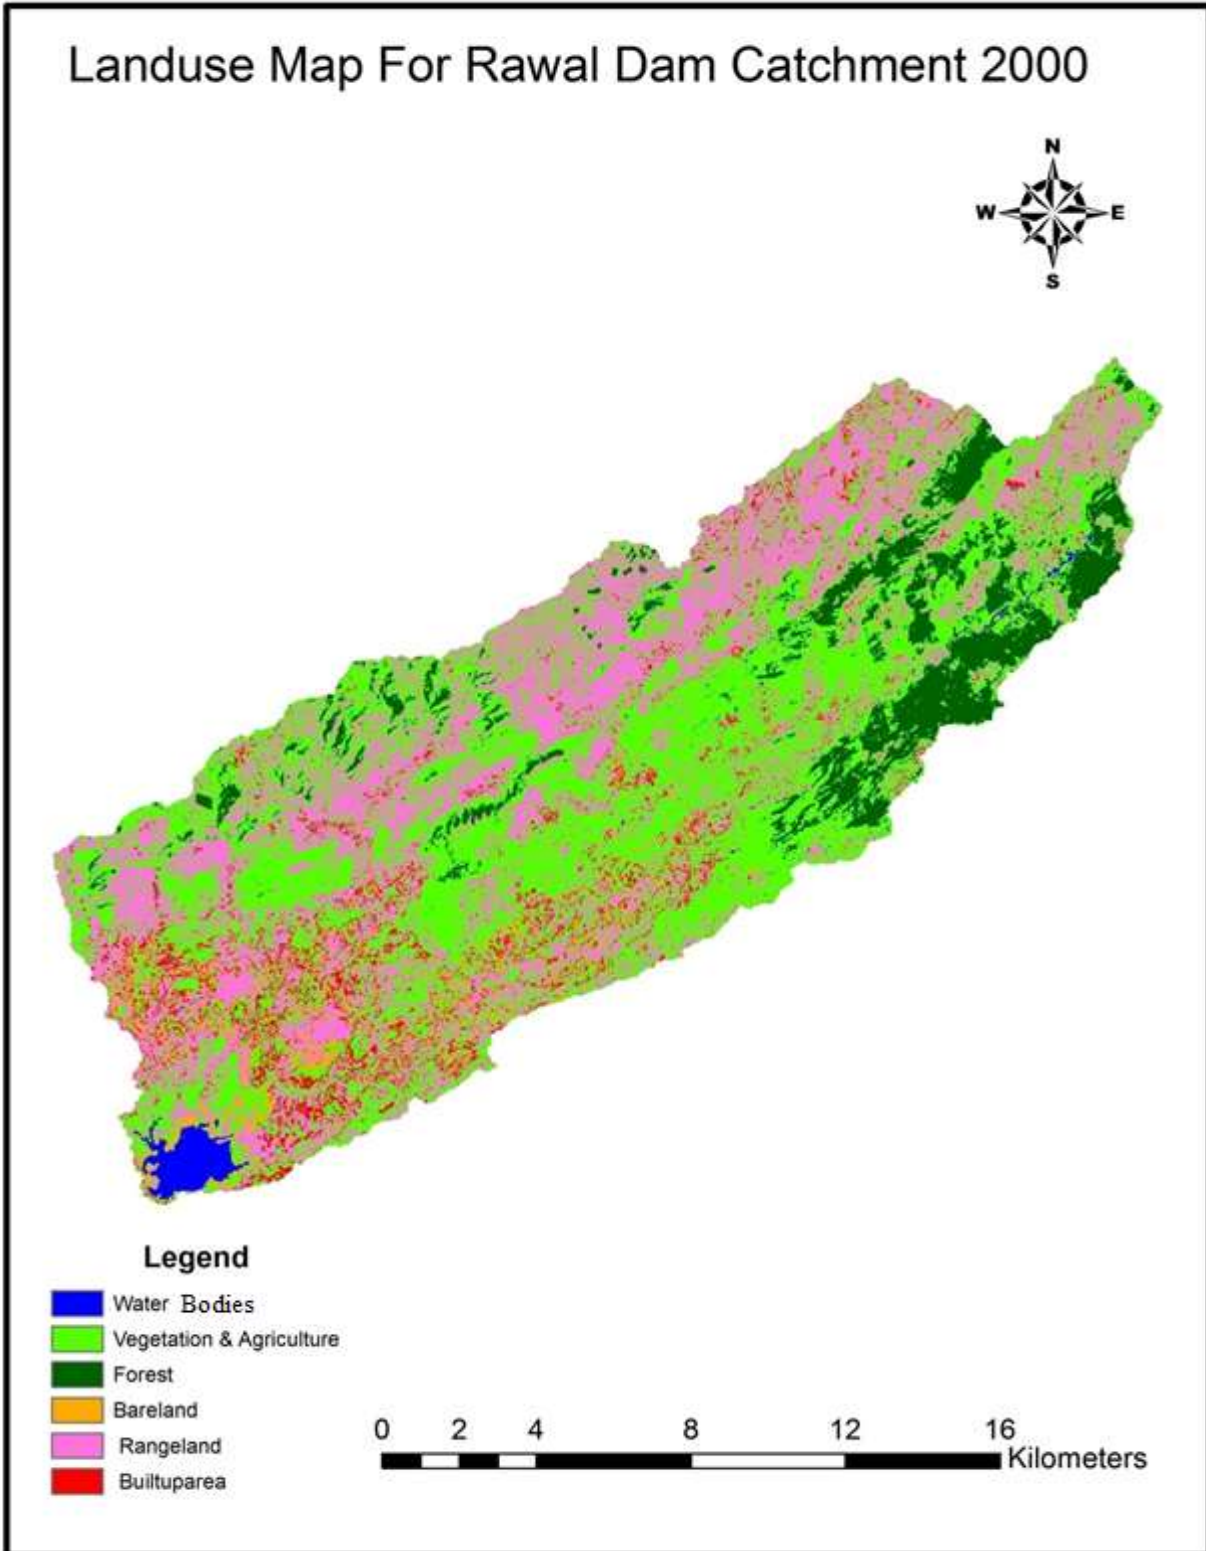 Landuse Map For Rawal Dam Catchment 2000
N
W E
S
Legend
Water Bodies
Vegetation & Agriculture
Forest
Bareland
Rangeland
Builtuparea
0 2 4 8 12 16
Kilometers